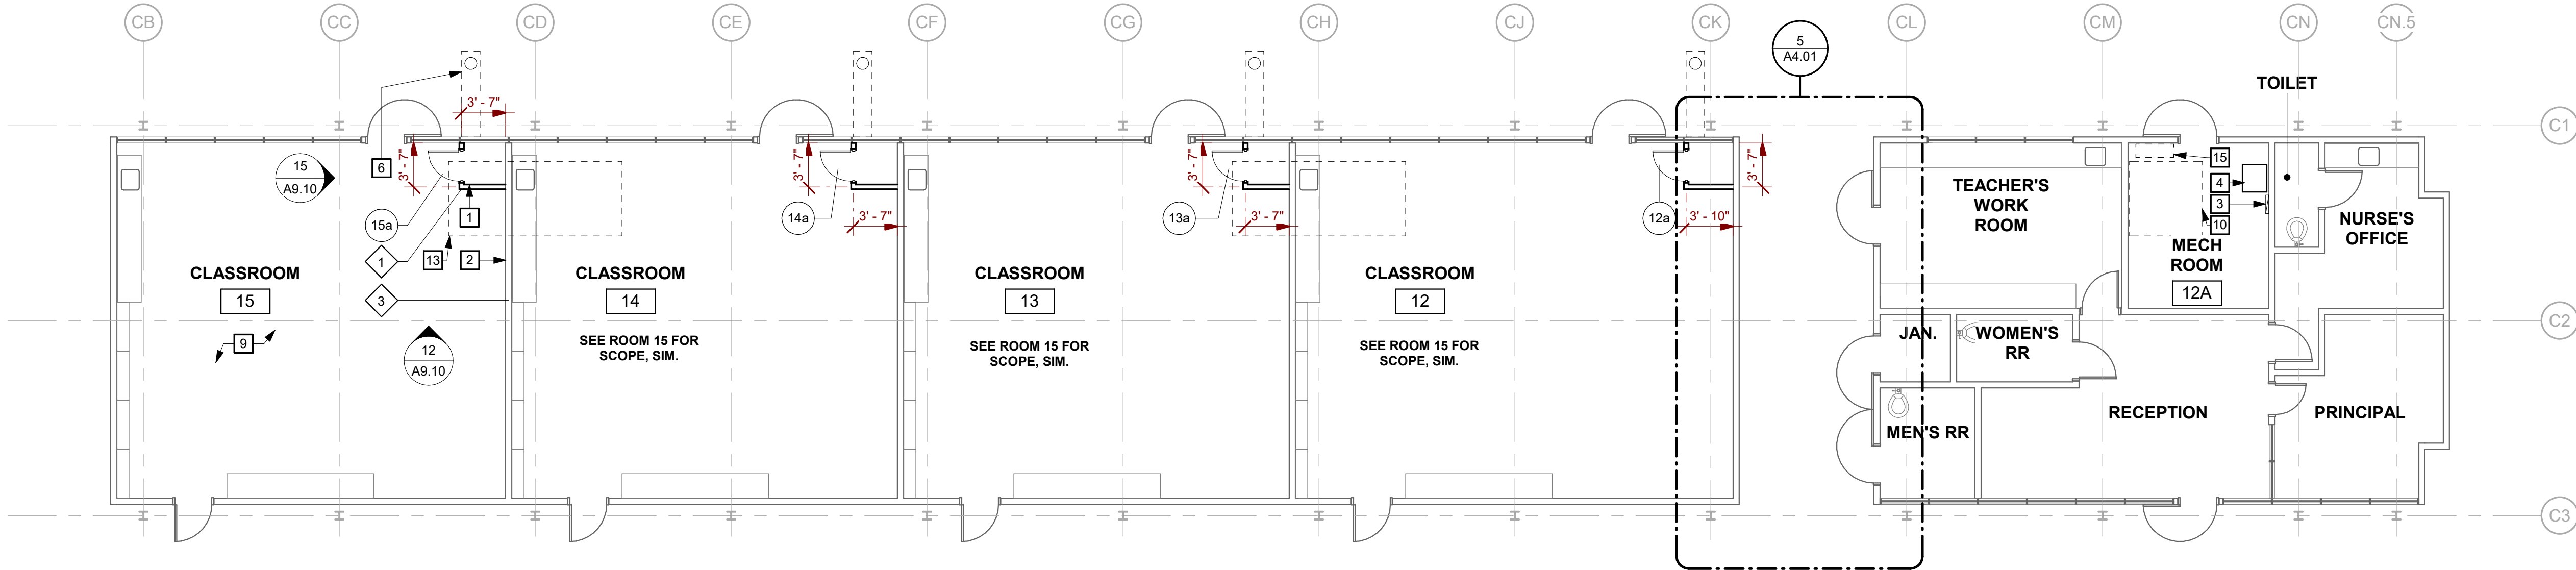 CB
CC
CD
CE
CF
CG
CH
CJ
CK
CL
CM
CN
CN.5
5
A4.01
TOILET
3' - 7"
C1
3' - 7"
3' - 7"
3' - 7"
3' - 7"
15
A9.10
6
15
4
3
10
15a
1
14a
3' - 7"
13a
3' - 7"
12a
3' - 10"
TEACHER'S
WORK
ROOM
NURSE'S
OFFICE
MECH
ROOM
12A
1
13
2
3
CLASSROOM
15
CLASSROOM
14
CLASSROOM
13
CLASSROOM
12
C2
9
12
A9.10
SEE ROOM 15 FOR
SCOPE, SIM.
SEE ROOM 15 FOR
SCOPE, SIM.
SEE ROOM 15 FOR
SCOPE, SIM.
JAN.
WOMEN'S
RR
MEN'S RR
RECEPTION
PRINCIPAL
C3